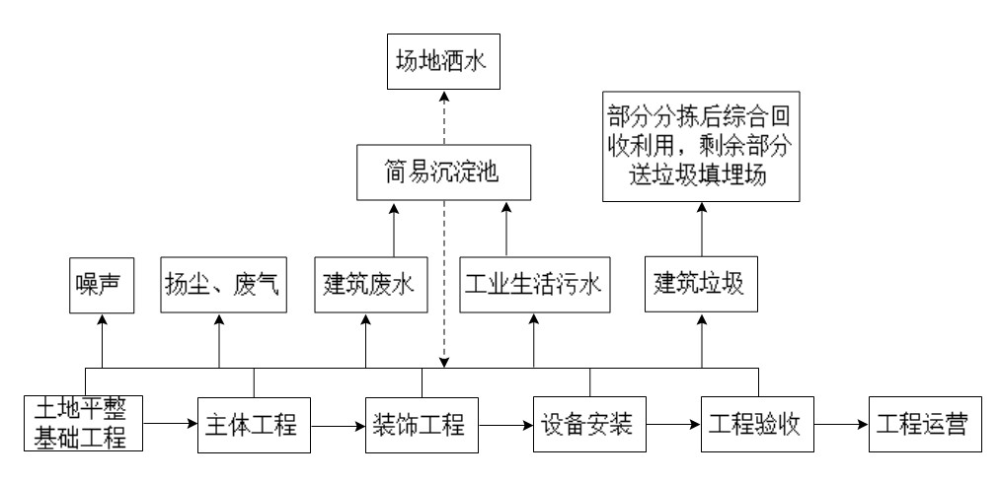 场地洒水
部分分拣后综合回
收利用，剩余部分
送垃圾填埋场
简易沉淀池
噪声
扬尘、废气
建筑废水
工业生活污水
建筑垃圾
土地平整
基础工程
主体工程
装饰工程
设备安装
工程验收
工程运营